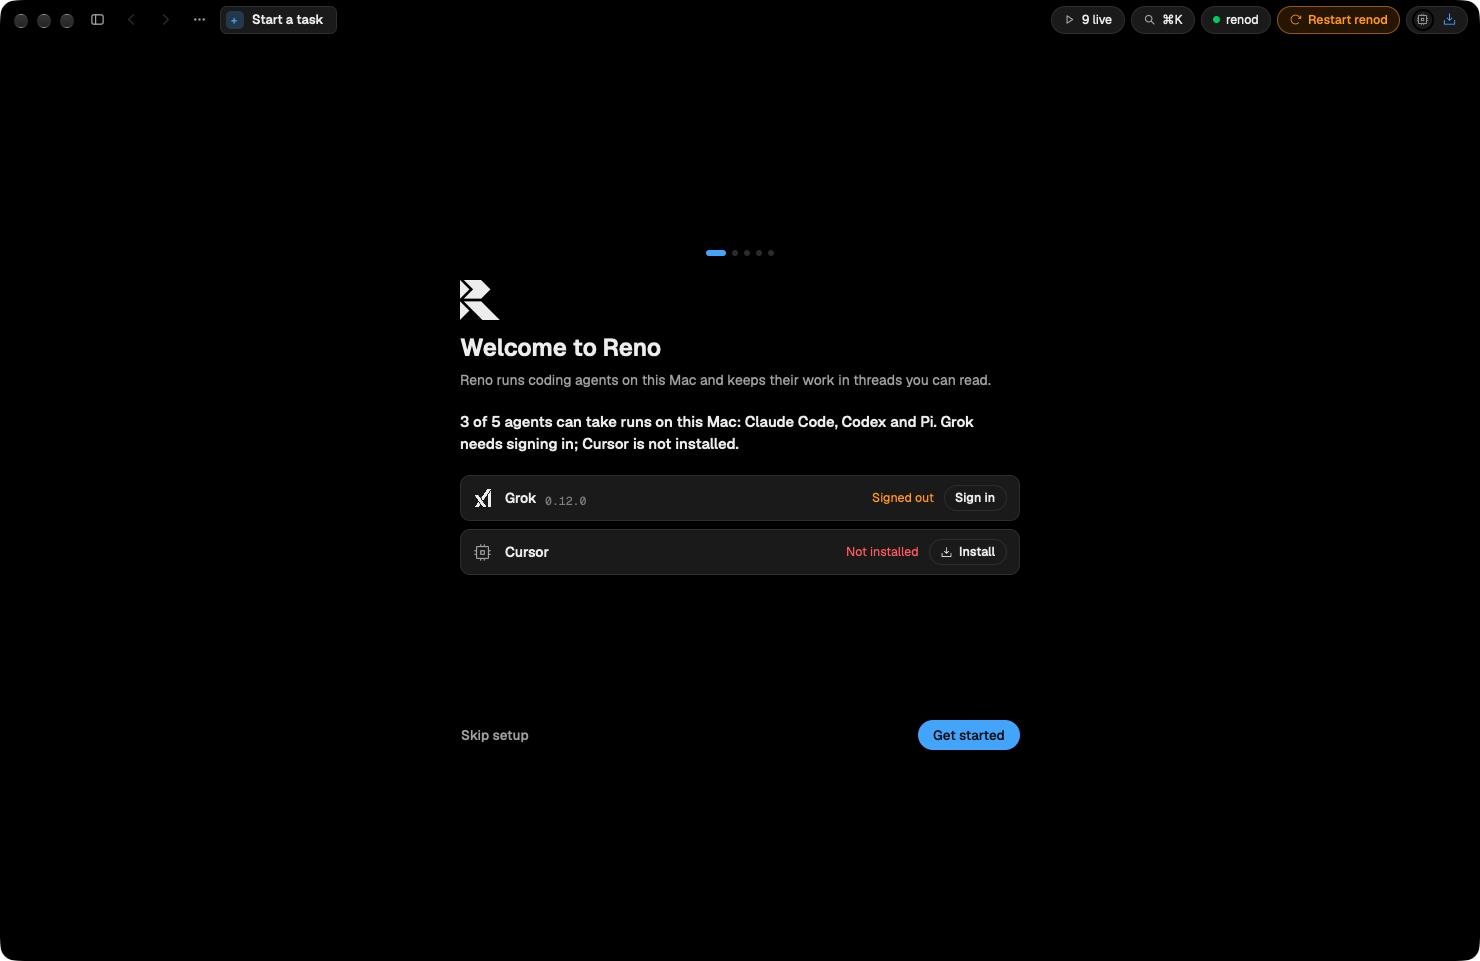 Start a task
9 live
⌘K
renod
Restart renod
Welcome to Reno
Reno runs coding agents on this Mac and keeps their work in threads you can read.
3 of 5 agents can take runs on this Mac: Claude Code, Codex and Pi. Grok
needs signing in; Cursor is not installed.
Grok 0.12.0 Signed out Sign in
Cursor Not installed Install
Skip setup Get started